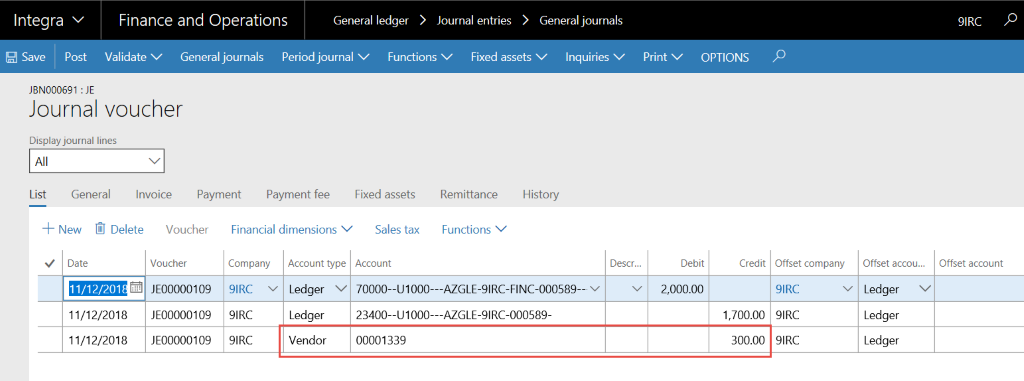 Integra Finance and Operations General ledger > Journal entries > General journals 9IRC
Save Post Validate General journals Period journal Functions Fixed assets Inquiries Print OPTIONS
JBN000691 : JE
Journal voucher
Display journal lines
All
List General Invoice Payment Payment fee Fixed assets Remittance History
+ New Delete Voucher Financial dimensions Sales tax Functions
Date Voucher Company Account type Account Descr... Debit Credit Offset company Offset accou... Offset account
11/12/2018 JE00000109 9IRC Ledger 70000--U1000---AZGLE-9IRC-FINC-000589-- 2,000.00 9IRC Ledger
11/12/2018 JE00000109 9IRC Ledger 23400--U1000---AZGLE-9IRC-000589- 1,700.00 9IRC Ledger
11/12/2018 JE00000109 9IRC Vendor 00001339 300.00 9IRC Ledger